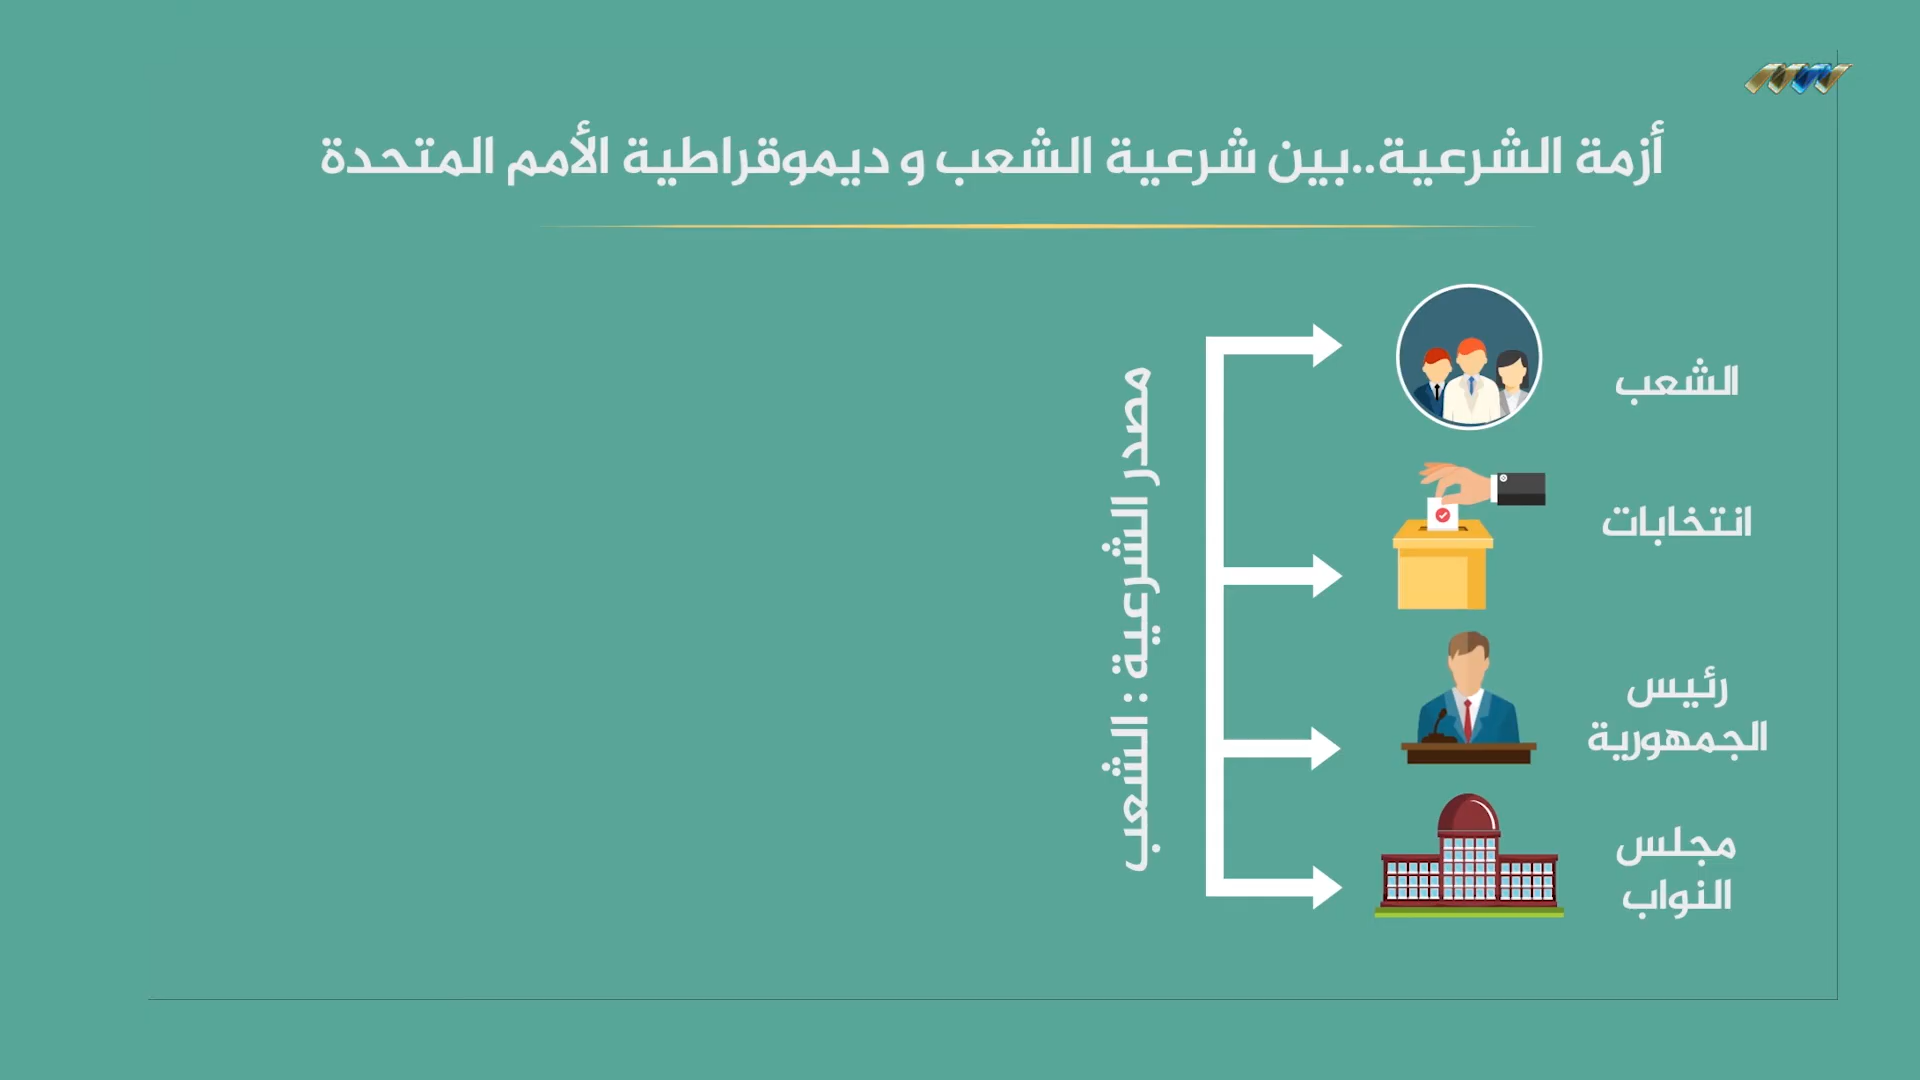 أزمة الشرعية..بين شرعية الشعب و ديموقراطية الأمم المتحدة
الشعب
انتخابات
رئيس
الجمهورية
مجلس
النواب
مصدر الشرعية : الشعب